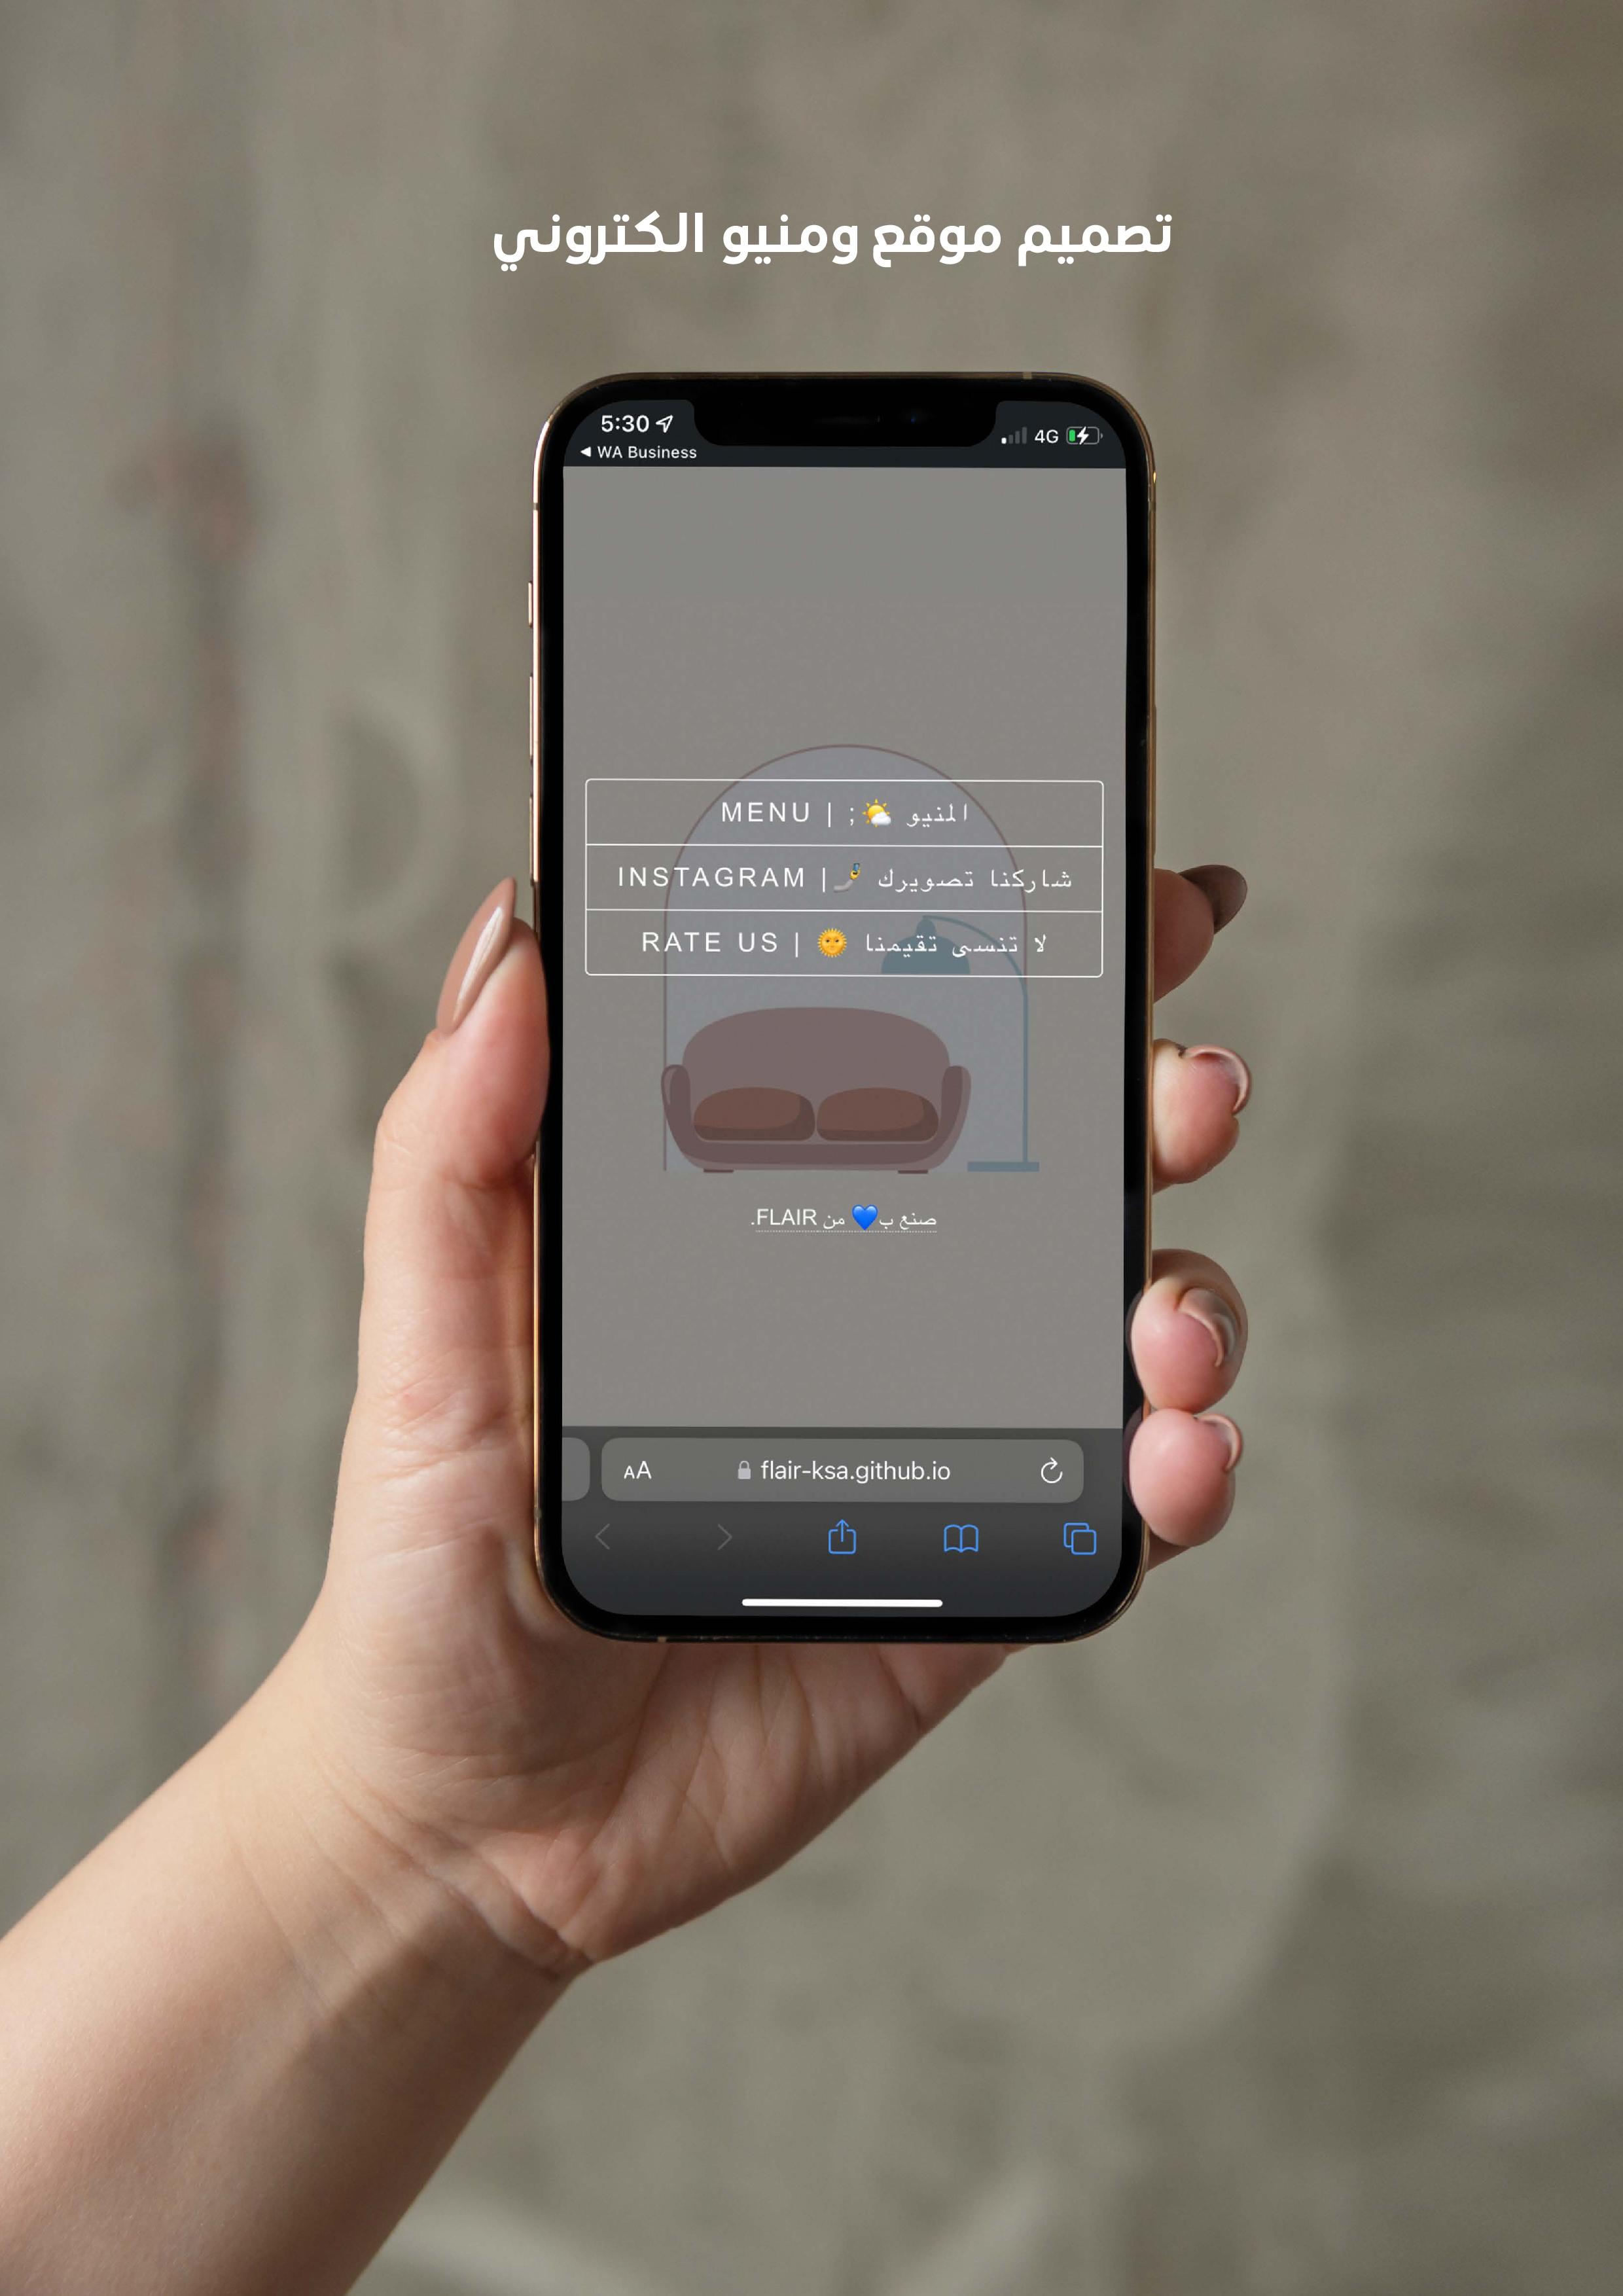 تصميم موقع ومنيو الكتروني
5:30
4G
◀ WA Business
MENU | ;🌤️ المنيو
INSTAGRAM |🤳 شاركنا تصويرك
RATE US | 🌞 لا تنسى تقيمنا
صنع ب💙 من FLAIR.
AA flair-ksa.github.io